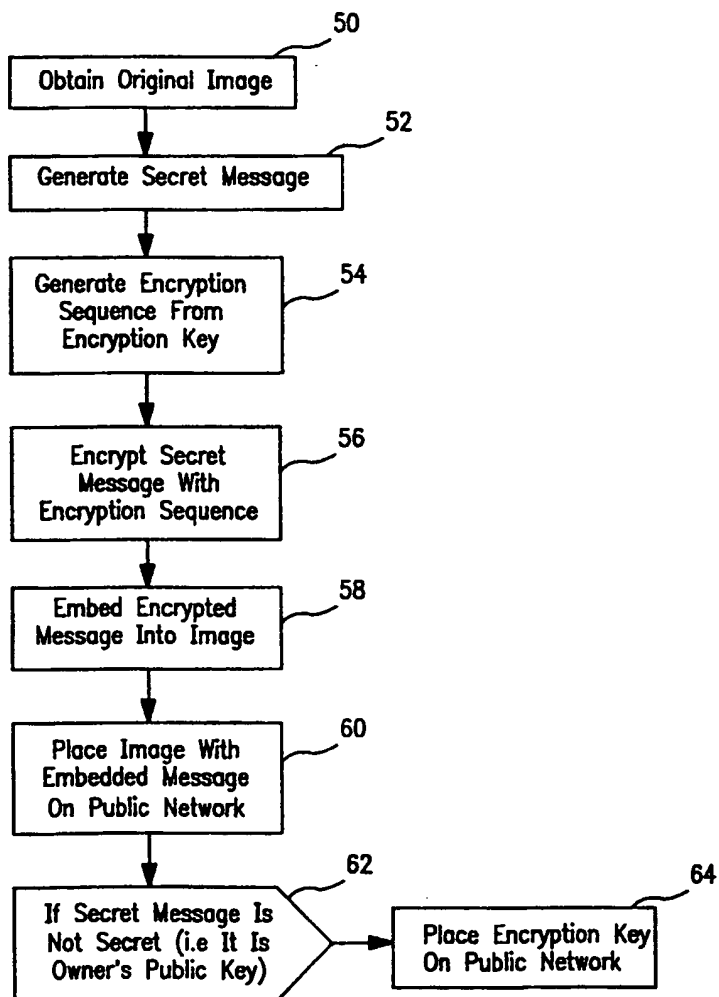 50
Obtain Original Image
52
Generate Secret Message
54
Generate Encryption
Sequence From
Encryption Key
56
Encrypt Secret
Message With
Encryption Sequence
58
Embed Encrypted
Message Into Image
60
Place Image With
Embedded Message
On Public Network
62
If Secret Message Is
Not Secret (i.e It Is
Owner's Public Key)
64
Place Encryption Key
On Public Network